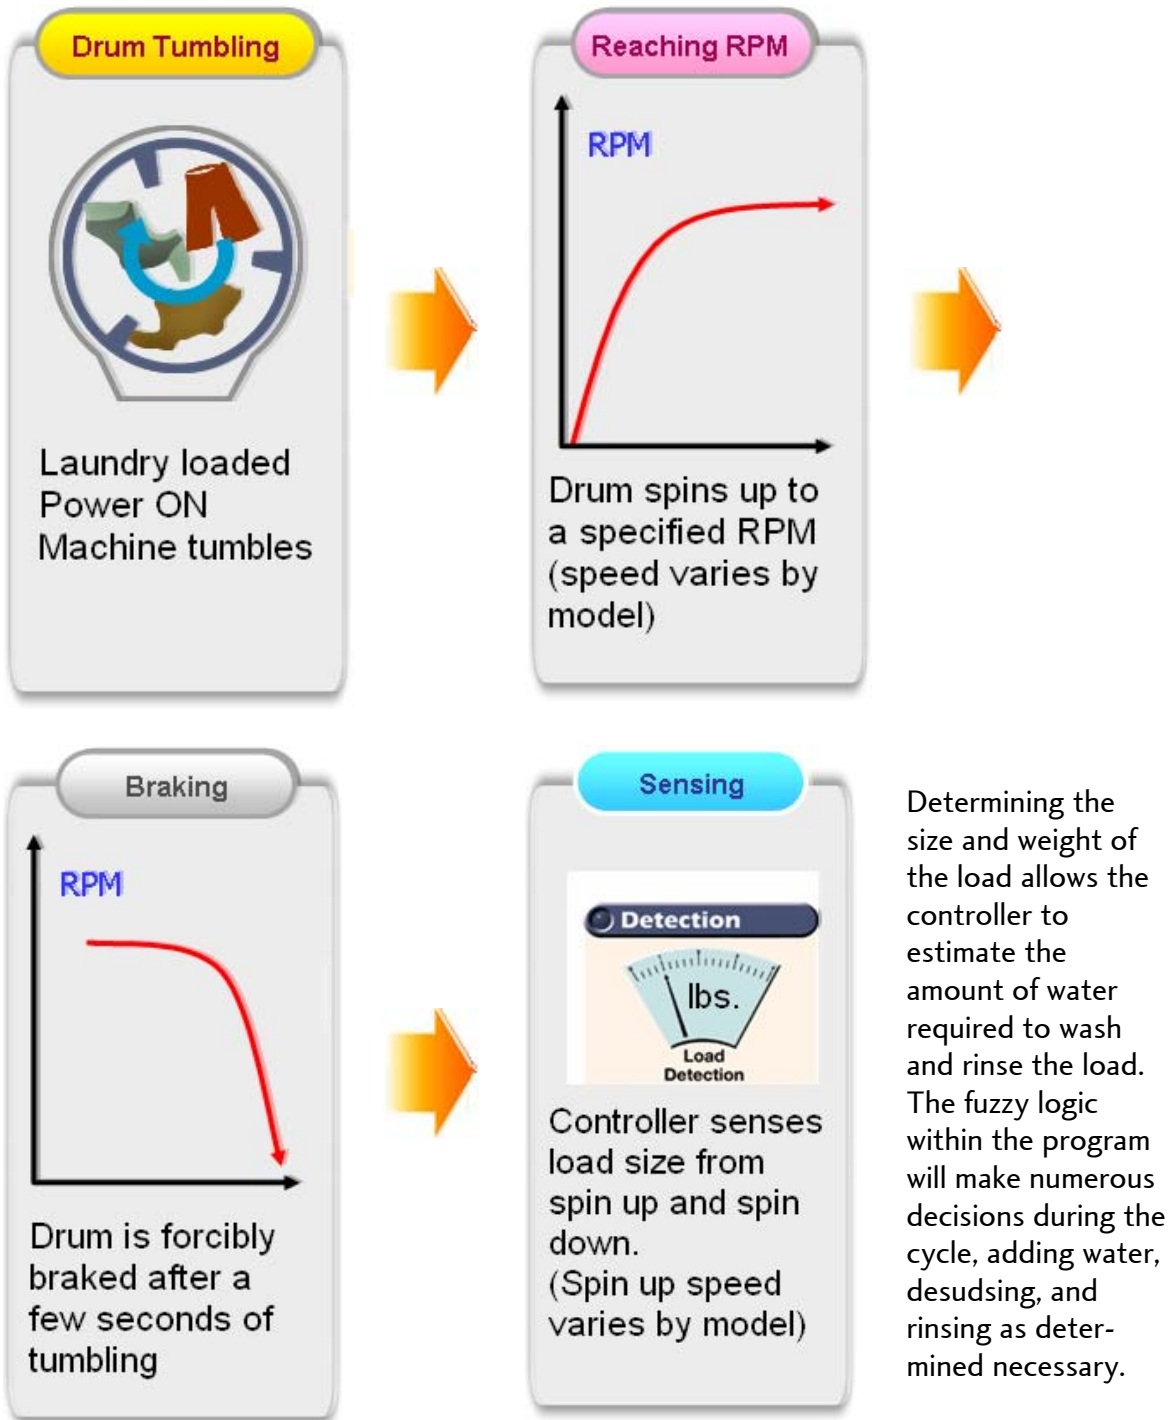 Drum Tumbling
Laundry loaded
Power ON
Machine tumbles
Reaching RPM
RPM
Drum spins up to
a specified RPM
(speed varies by
model)
Braking
RPM
Drum is forcibly
braked after a
few seconds of
tumbling
Sensing
Detection
lbs.
Load
Detection
Controller senses
load size from
spin up and spin
down.
(Spin up speed
varies by model)
Determining the
size and weight of
the load allows the
controller to
estimate the
amount of water
required to wash
and rinse the load.
The fuzzy logic
within the program
will make numerous
decisions during the
cycle, adding water,
desudsing, and
rinsing as deter-
mined necessary.